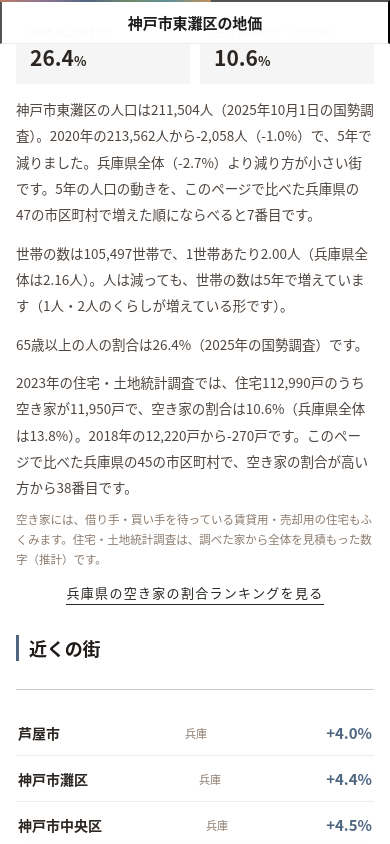 神戸市東灘区の地価
26.4%
10.6%
神戸市東灘区の人口は211,504人（2025年10月1日の国勢調
査）。2020年の213,562人から-2,058人（-1.0%）で、5年で
減りました。兵庫県全体（-2.7%）より減り方が小さい街
です。5年の人口の動きを、このページで比べた兵庫県の
47の市区町村で増えた順にならべると7番目です。
世帯の数は105,497世帯で、1世帯あたり2.00人（兵庫県全
体は2.16人）。人は減っても、世帯の数は5年で増えていま
す（1人・2人のくらしが増えている形です）。
65歳以上の人の割合は26.4%（2025年の国勢調査）です。
2023年の住宅・土地統計調査では、住宅112,990戸のうち
空き家が11,950戸で、空き家の割合は10.6%（兵庫県全体
は13.8%）。2018年の12,220戸から-270戸です。このペー
ジで比べた兵庫県の45の市区町村で、空き家の割合が高い
方から38番目です。
空き家には、借り手・買い手を待っている賃貸用・売却用の住宅もふ
くみます。住宅・土地統計調査は、調べた家から全体を見積もった数
字（推計）です。
兵庫県の空き家の割合ランキングを見る
近くの街
芦屋市 兵庫 +4.0%
神戸市灘区 兵庫 +4.4%
神戸市中央区 兵庫 +4.5%